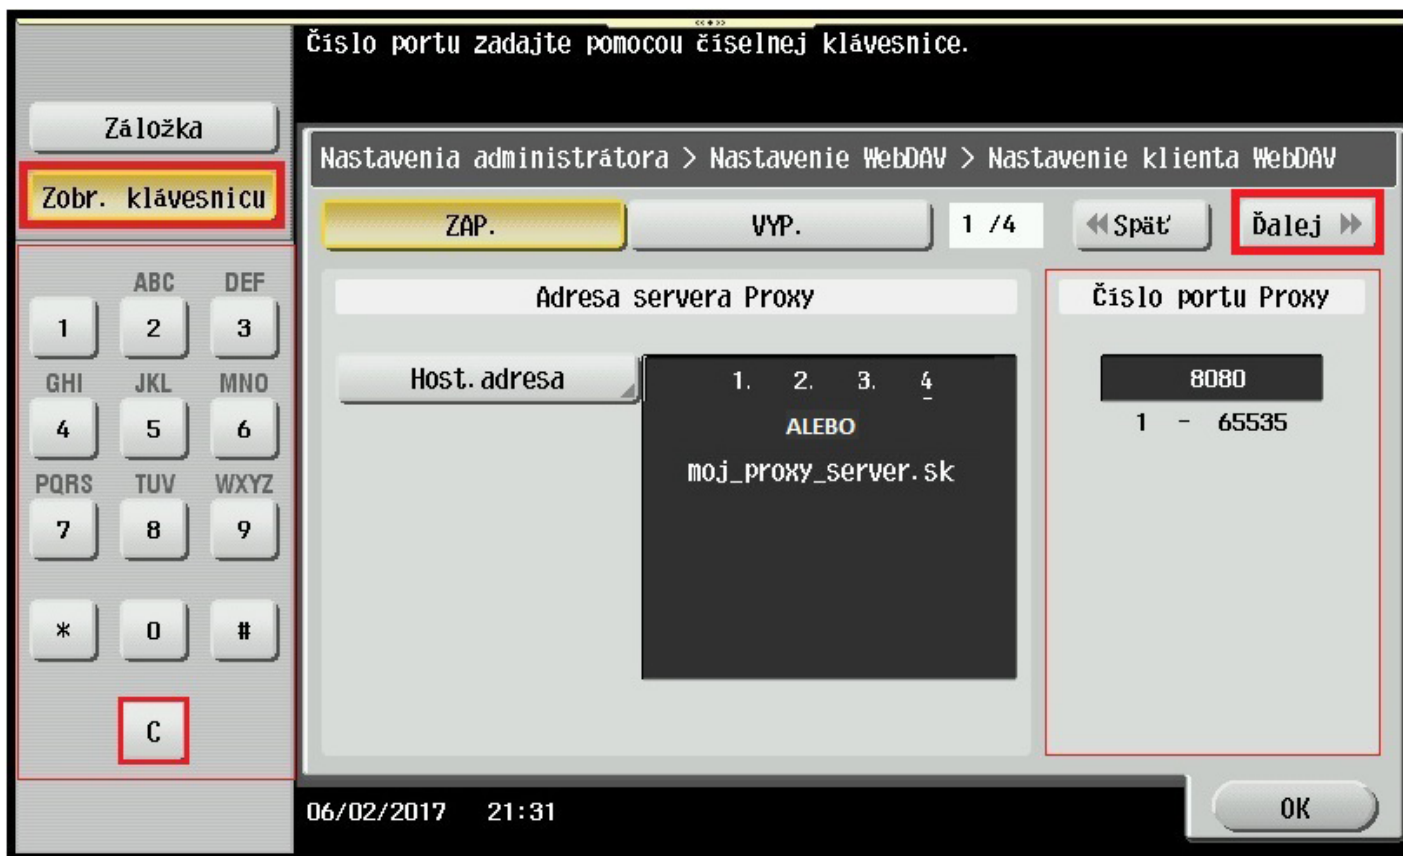 Číslo portu zadajte pomocou číselnej klávesnice.
Záložka
Zobr. klávesnicu
ABC DEF
1 2 3
GHI JKL MNO
4 5 6
PQRS TUV WXYZ
7 8 9
* 0 #
C
Nastavenia administrátora > Nastavenie WebDAV > Nastavenie klienta WebDAV
ZAP. VYP. 1 /4 Späť Ďalej
Adresa servera Proxy
Host.adresa
1. 2. 3. 4
ALEBO
moj_proxy_server.sk
Číslo portu Proxy
8080
1 - 65535
06/02/2017 21:31
OK